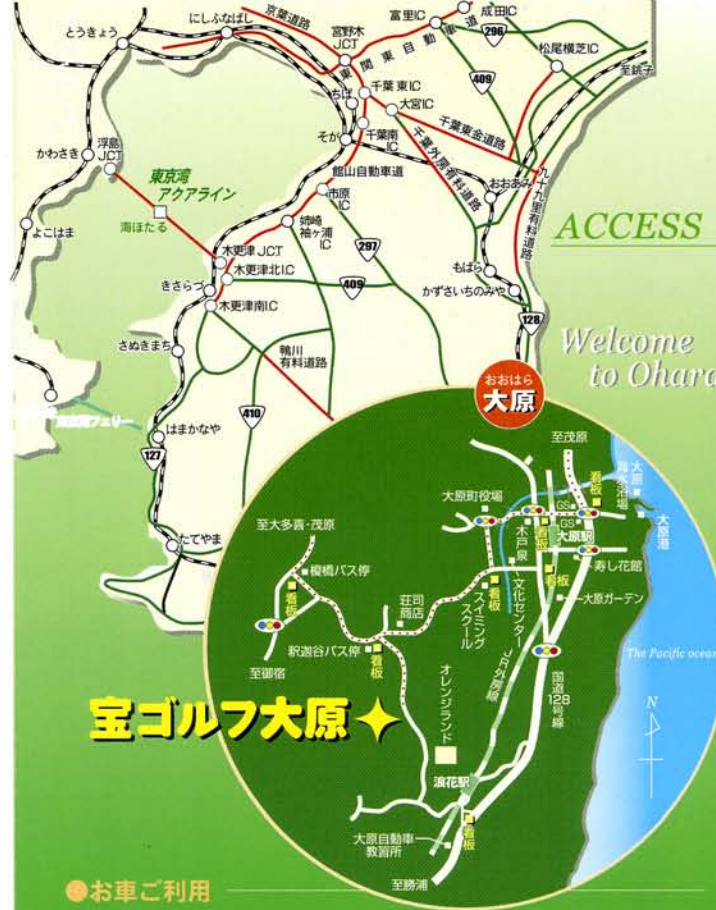 京葉道路
にしふなばし
とうきょう
宮野木
JCT
東関東自動車道
富里IC
成田IC
296
409
松尾横芝IC
至銚子
ちば
千葉東IC
大宮IC
そが
千葉南
IC
千葉東金道路
千葉外房有料道路
かわさき
浮島
JCT
東京湾
アクアライン
海ほたる
よこはま
館山自動車道
市原
IC
姉崎
袖ヶ浦
IC
297
おおあみ
九十九里有料道路
ACCESS
木更津JCT
木更津北IC
きさらづ
木更津南IC
409
もばら
かずさいちのみや
128
さぬきまち
鴨川
有料道路
410
はまかなや
127
たてやま
Welcome
to Ohara
おおはら
大原
至茂原
大原町役場
看板
GS
GS
大原海水浴場
大原港
木戸泉
看板
大原駅
至大多喜・茂原
榎橋バス停
看板
荘司
商店
スイミング
スクール
看板
文化センター
看板
寿し花館
大原ガーデン
釈迦谷バス停
看板
至御宿
オレンジランド
JR外房線
国道128号線
The Pacific ocean
N
宝ゴルフ大原
浪花駅
看板
大原自動車
教習所
至勝浦
●お車ご利用